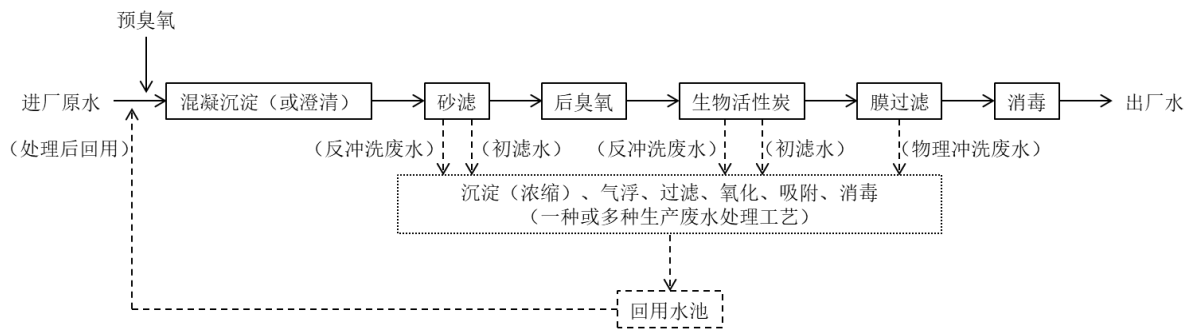 预臭氧
进厂原水
混凝沉淀（或澄清）
砂滤
后臭氧
生物活性炭
膜过滤
消毒
出厂水
（处理后回用）
（反冲洗废水）
（初滤水）
（反冲洗废水）
（初滤水）
（物理冲洗废水）
沉淀（浓缩）、气浮、过滤、氧化、吸附、消毒
（一种或多种生产废水处理工艺）
回用水池